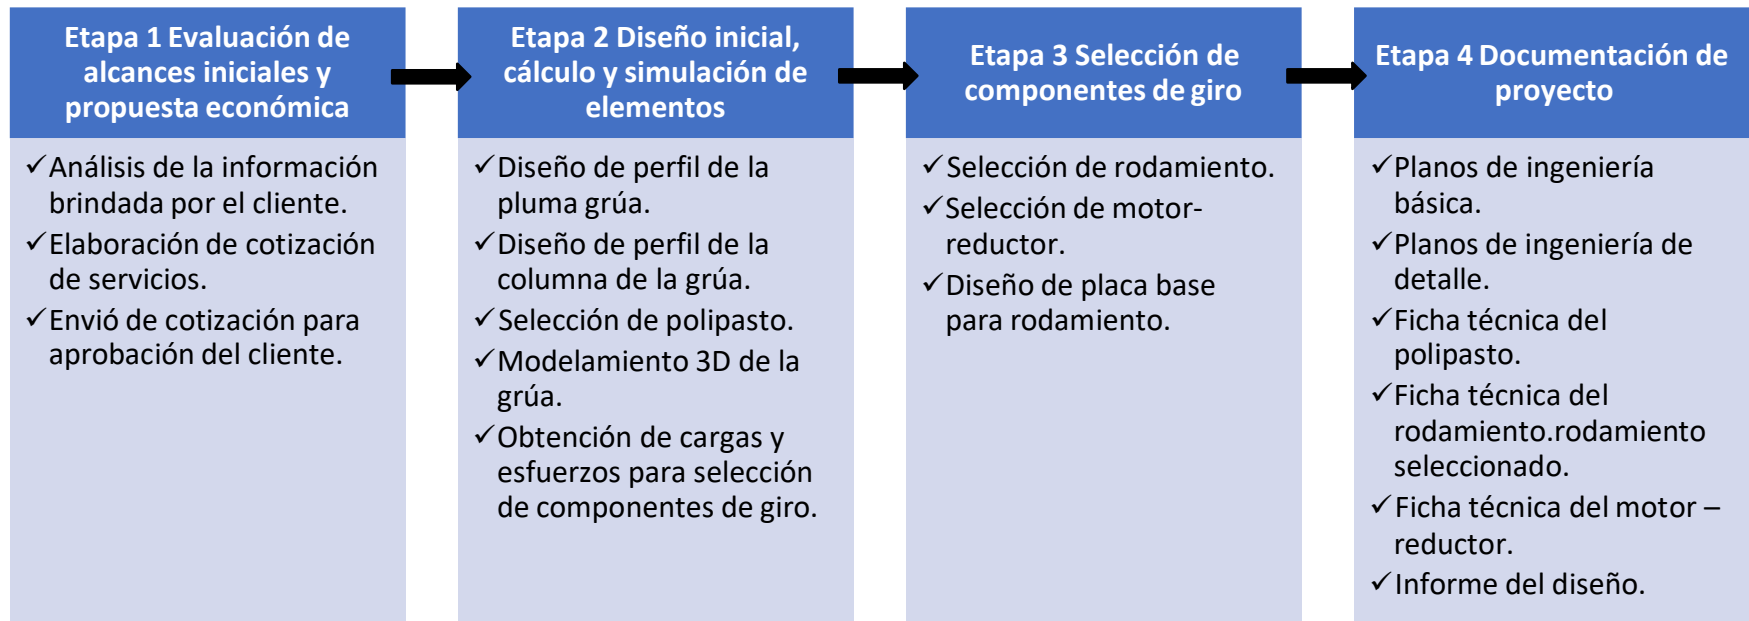 Etapa 1 Evaluación de
alcances iniciales y
propuesta económica
✓Análisis de la información
brindada por el cliente.
✓Elaboración de cotización
de servicios.
✓Envió de cotización para
aprobación del cliente.
Etapa 2 Diseño inicial,
cálculo y simulación de
elementos
✓Diseño de perfil de la
pluma grúa.
✓Diseño de perfil de la
columna de la grúa.
✓Selección de polipasto.
✓Modelamiento 3D de la
grúa.
✓Obtención de cargas y
esfuerzos para selección
de componentes de giro.
Etapa 3 Selección de
componentes de giro
✓Selección de rodamiento.
✓Selección de motor-
reductor.
✓Diseño de placa base
para rodamiento.
Etapa 4 Documentación de
proyecto
✓Planos de ingeniería
básica.
✓Planos de ingeniería de
detalle.
✓Ficha técnica del
polipasto.
✓Ficha técnica del
rodamiento.rodamiento
seleccionado.
✓Ficha técnica del motor –
reductor.
✓Informe del diseño.